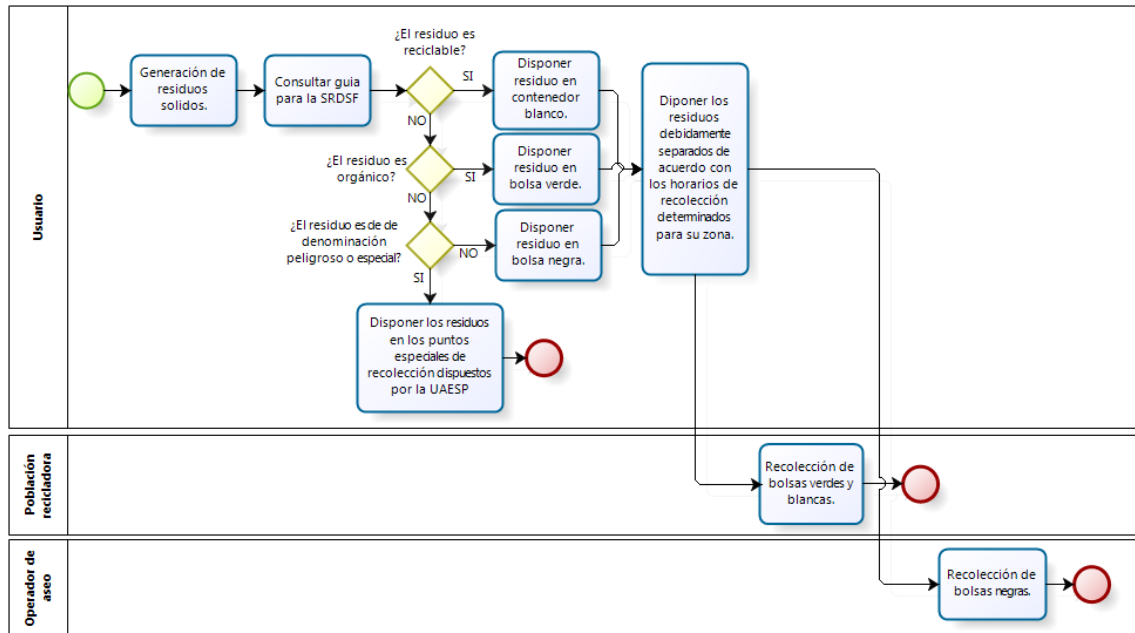 Usuario
Generación de
residuos
solidos.
Consultar guia
para la SRDSF
¿El residuo es
reciclable?
SI
NO
Disponer
residuo en
contenedor
blanco.
¿El residuo es
orgánico?
SI
NO
Disponer
residuo en
bolsa verde.
¿El residuo es de de
denominación
peligroso o especial?
NO
SI
Disponer
residuo en
bolsa negra.
Diponer los
residuos
debidamente
separados de
acuerdo con
los horarios de
recolección
determinados
para su zona.
Disponer los residuos
en los puntos
especiales de
recolección dispuestos
por la UAESP
Población
recicladora
Recolección de
bolsas verdes y
blancas.
Operador de
aseo
Recolección de
bolsas negras.